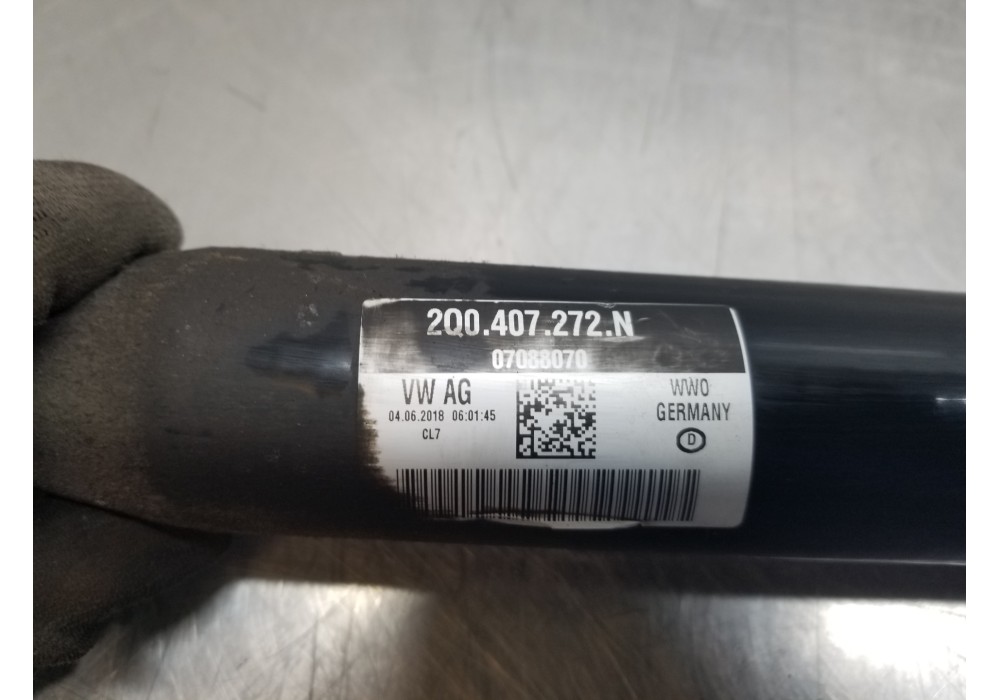 2Q0.407.272.N
07088070
VW AG
04.06.2018 06:01:45
CL7
WWO
GERMANY
D